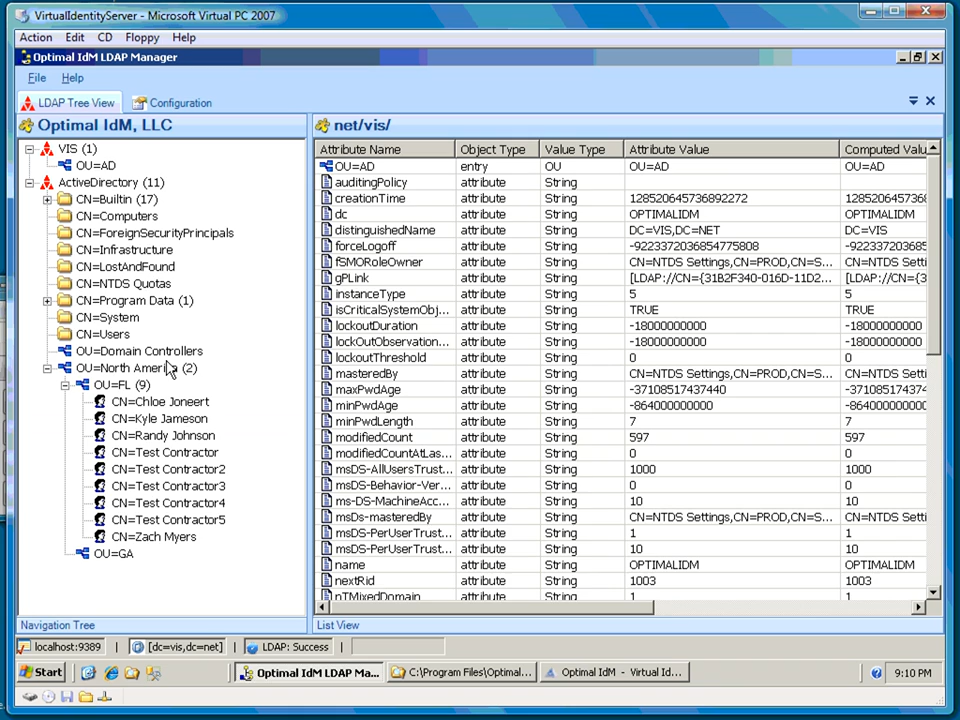 VirtualIdentityServer - Microsoft Virtual PC 2007
Action Edit CD Floppy Help
Optimal IdM LDAP Manager
File Help
LDAP Tree View Configuration
Optimal IdM, LLC
VIS (1)
OU=AD
ActiveDirectory (11)
CN=Builtin (17)
CN=Computers
CN=ForeignSecurityPrincipals
CN=Infrastructure
CN=LostAndFound
CN=NTDS Quotas
CN=Program Data (1)
CN=System
CN=Users
OU=Domain Controllers
OU=North America (2)
OU=FL (9)
CN=Chloe Joneert
CN=Kyle Jameson
CN=Randy Johnson
CN=Test Contractor
CN=Test Contractor2
CN=Test Contractor3
CN=Test Contractor4
CN=Test Contractor5
CN=Zach Myers
OU=GA
Navigation Tree
net/vis/
Attribute Name Object Type Value Type Attribute Value Computed Valu
OU=AD entry OU OU=AD OU=AD
auditingPolicy attribute String
creationTime attribute String 128520645736892272 12852064573689
dc attribute String OPTIMALIDM OPTIMALIDM
distinguishedName attribute String DC=VIS,DC=NET DC=VIS
forceLogoff attribute String -9223372036854775808 -9223372036854
fSMORoleOwner attribute String CN=NTDS Settings,CN=PROD,CN=S... CN=NTDS Setti
gPLink attribute String [LDAP://CN={31B2F340-016D-11D2... [LDAP://CN={3
instanceType attribute String 5 5
isCriticalSystemObj... attribute String TRUE TRUE
lockoutDuration attribute String -18000000000 -18000000000
lockOutObservation... attribute String -18000000000 -18000000000
lockoutThreshold attribute String 0 0
masteredBy attribute String CN=NTDS Settings,CN=PROD,CN=S... CN=NTDS Setti
maxPwdAge attribute String -37108517437440 -371085174374
minPwdAge attribute String -864000000000 -864000000000
minPwdLength attribute String 7 7
modifiedCount attribute String 597 597
modifiedCountAtLas... attribute String 0 0
msDS-AllUsersTrust... attribute String 1000 1000
msDS-Behavior-Ver... attribute String 0 0
ms-DS-MachineAcc... attribute String 10 10
msDs-masteredBy attribute String CN=NTDS Settings,CN=PROD,CN=S... CN=NTDS Setti
msDS-PerUserTrust... attribute String 1 1
msDS-PerUserTrust... attribute String 10 10
name attribute String OPTIMALIDM OPTIMALIDM
nextRid attribute String 1003 1003
nTMixedDomain attribute String 1 1
List View
localhost:9389 | [dc=vis,dc=net] | LDAP: Success |
Start Optimal IdM LDAP Ma... C:\Program Files\Optimal... Optimal IdM - Virtual Id... 9:10 PM